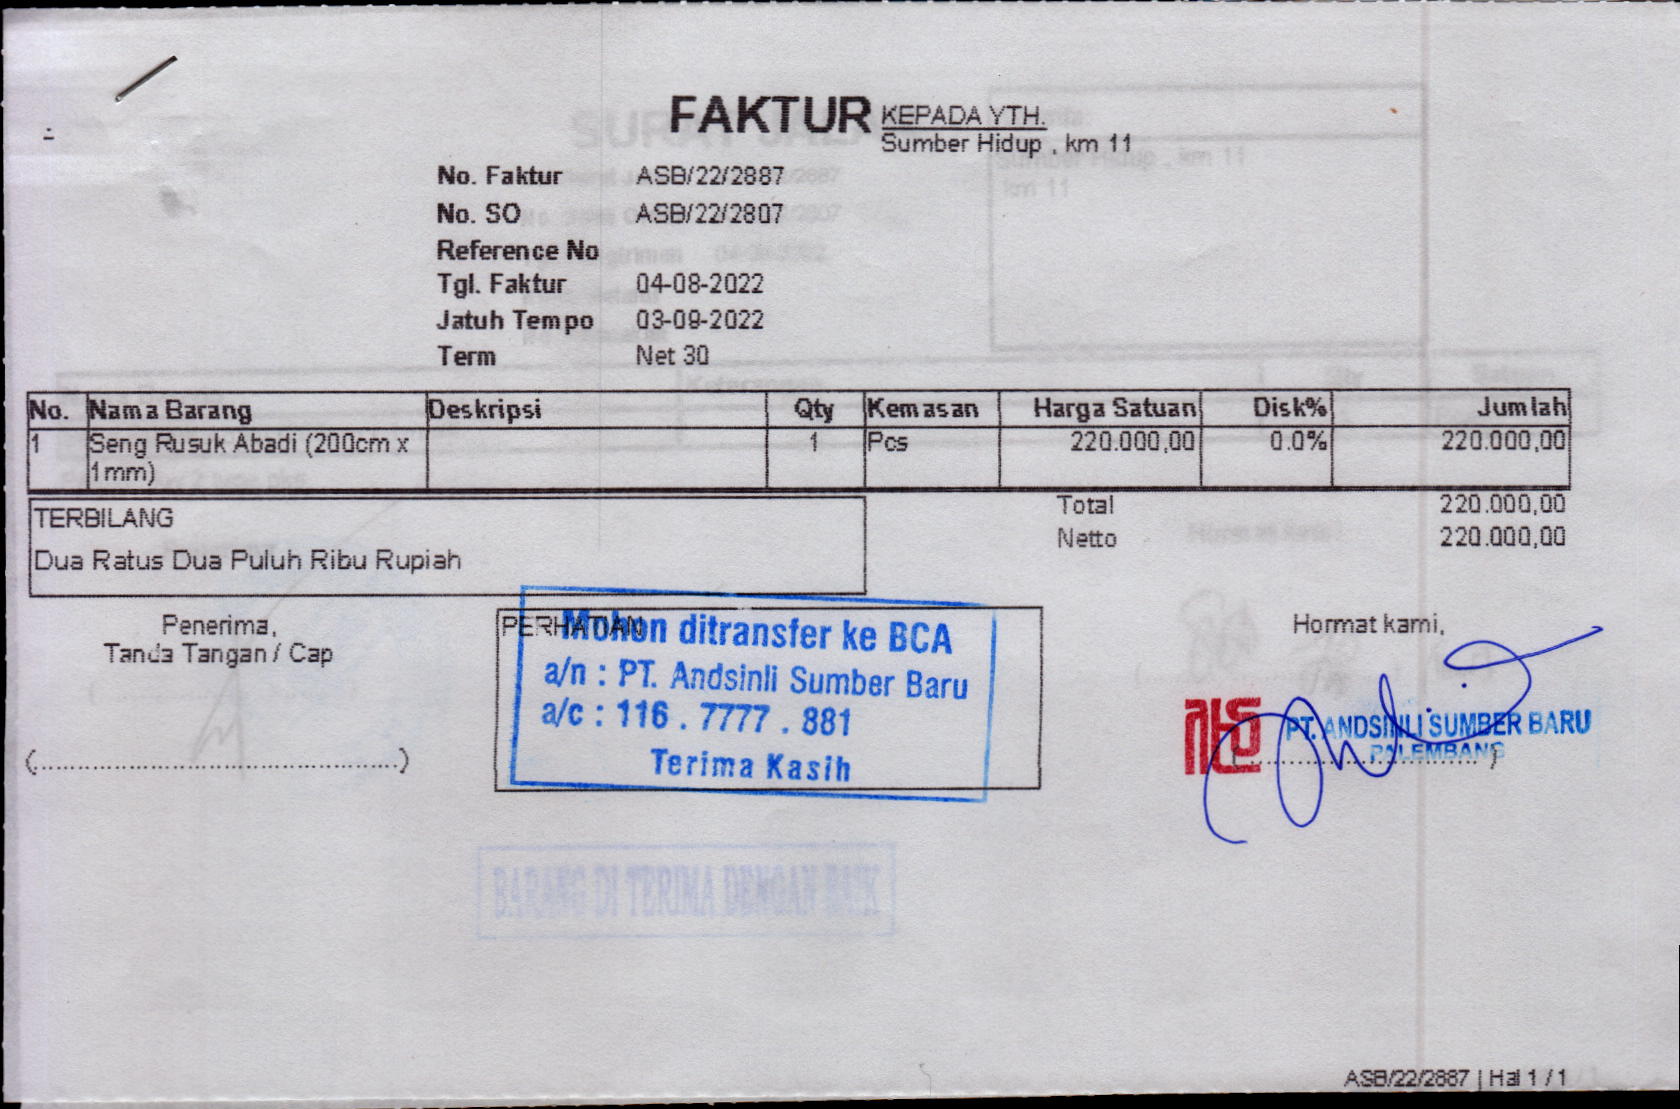 FAKTUR
KEPADA YTH.
Sumber Hidup , km 11
No. Faktur ASB/22/2887
No. SO ASB/22/2807
Reference No
Tgl. Faktur 04-08-2022
Jatuh Tempo 03-09-2022
Term Net 30
No. Nama Barang Deskripsi Qty Kemasan Harga Satuan Disk% Jumlah
1 Seng Rusuk Abadi (200cm x 1 Pcs 220.000,00 0.0% 220.000,00
1mm)
Total 220.000,00
Netto 220.000,00
TERBILANG
Dua Ratus Dua Puluh Ribu Rupiah
Penerima,
Tanda Tangan / Cap
(.....................................................)
PERHATIAN
Mohon ditransfer ke BCA
a/n : PT. Andsinli Sumber Baru
a/c : 116 . 7777 . 881
Terima Kasih
Hormat kami,
PT. ANDSINLI SUMBER BARU
PALEMBANG
BARANG DI TERIMA DENGAN BAIK
ASB/22/2887 | Hal 1 / 1